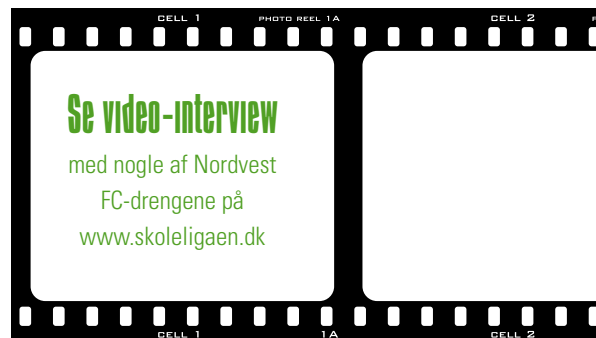 CELL 1 PHOTO REEL 1A CELL 2
Se video-interview
med nogle af Nordvest
FC-drengene på
www.skoleligaen.dk
CELL 1 1A CELL 2